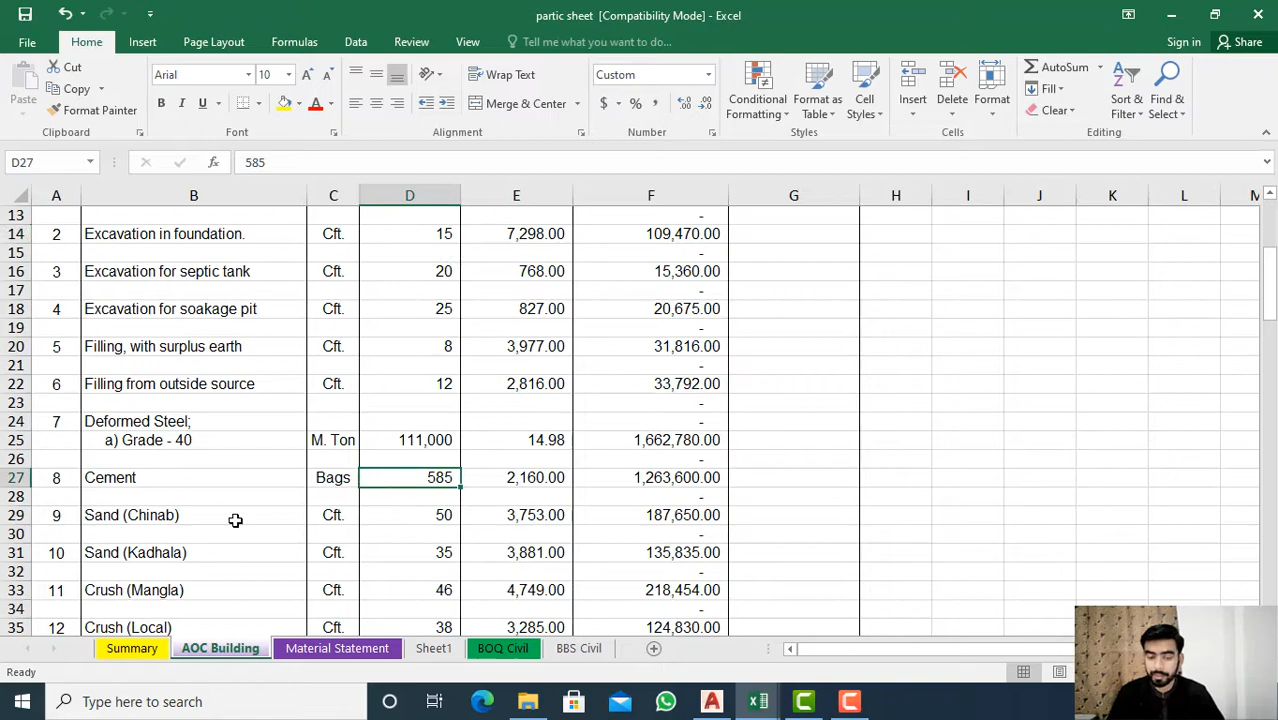 partic sheet  [Compatibility Mode] - Excel
File Home Insert Page Layout Formulas Data Review View Tell me what you want to do... Sign in Share
Cut
Copy
Format Painter
Paste
Clipboard
Arial 10
B I U
Font
Wrap Text
Merge & Center
Alignment
Custom
$ % ,
Number
Conditional Formatting
Format as Table
Cell Styles
Styles
Insert Delete Format
Cells
AutoSum
Fill
Clear
Sort & Filter
Find & Select
Editing
D27 fx 585
A B C D E F G H I J K L M
13 -
14 2 Excavation in foundation. Cft. 15 7,298.00 109,470.00
15 -
16 3 Excavation for septic tank Cft. 20 768.00 15,360.00
17 -
18 4 Excavation for soakage pit Cft. 25 827.00 20,675.00
19 -
20 5 Filling, with surplus earth Cft. 8 3,977.00 31,816.00
21 -
22 6 Filling from outside source Cft. 12 2,816.00 33,792.00
23 -
24 7 Deformed Steel; -
25 a) Grade - 40 M. Ton 111,000 14.98 1,662,780.00
26 -
27 8 Cement Bags 585 2,160.00 1,263,600.00
28 -
29 9 Sand (Chinab) Cft. 50 3,753.00 187,650.00
30 -
31 10 Sand (Kadhala) Cft. 35 3,881.00 135,835.00
32 -
33 11 Crush (Mangla) Cft. 46 4,749.00 218,454.00
34 -
35 12 Crush (Local) Cft. 38 3,285.00 124,830.00
Summary AOC Building Material Statement Sheet1 BOQ Civil BBS Civil
Ready
Type here to search